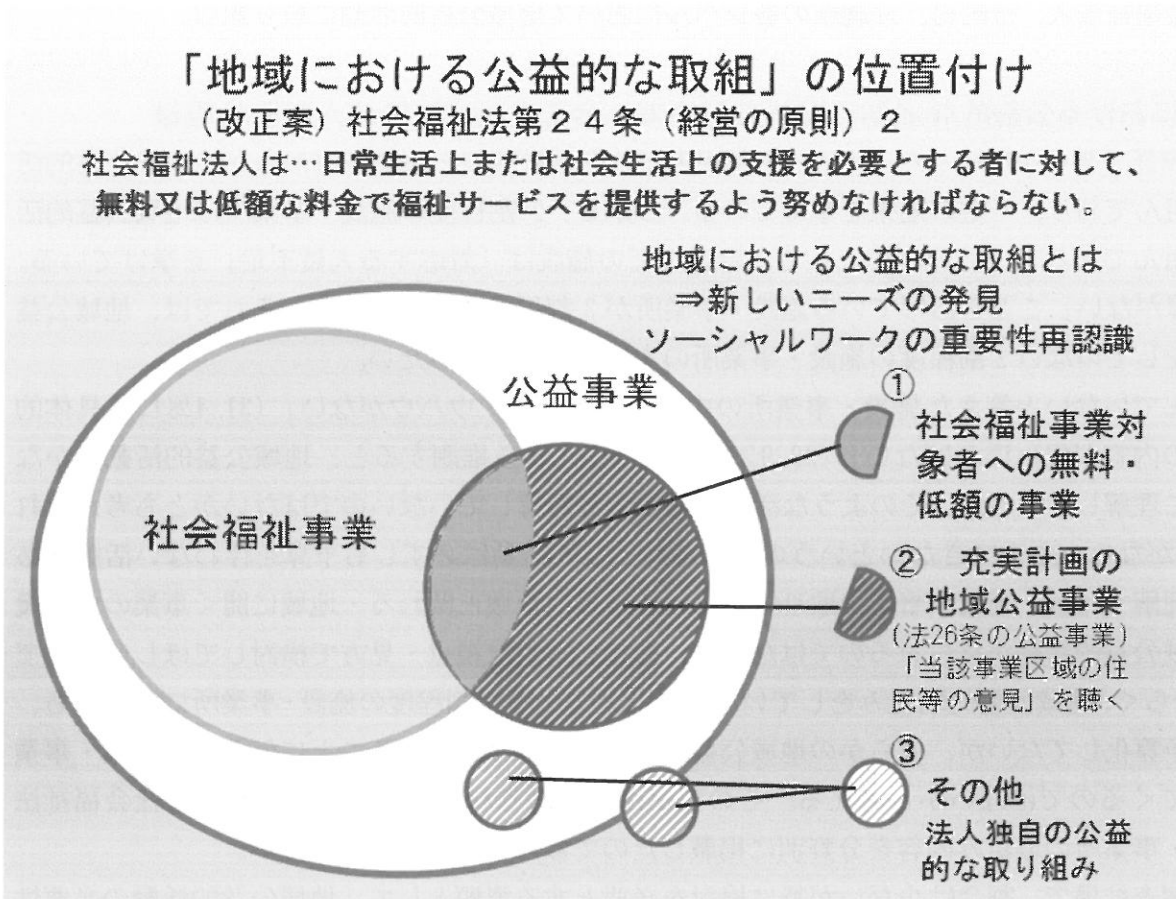 「地域における公益的な取組」の位置付け
(改正案)社会福祉法第24条(経営の原則)2
社会福祉法人は…日常生活上または社会生活上の支援を必要とする者に対して、
無料又は低額な料金で福祉サービスを提供するよう努めなければならない。
地域における公益的な取組とは
⇒新しいニーズの発見
ソーシャルワークの重要性再認識
公益事業
社会福祉事業
①
社会福祉事業対
象者への無料・
低額の事業
② 充実計画の
地域公益事業
(法26条の公益事業)
「当該事業区域の住
民等の意見」を聴く
③
その他
法人独自の公益
的な取り組み